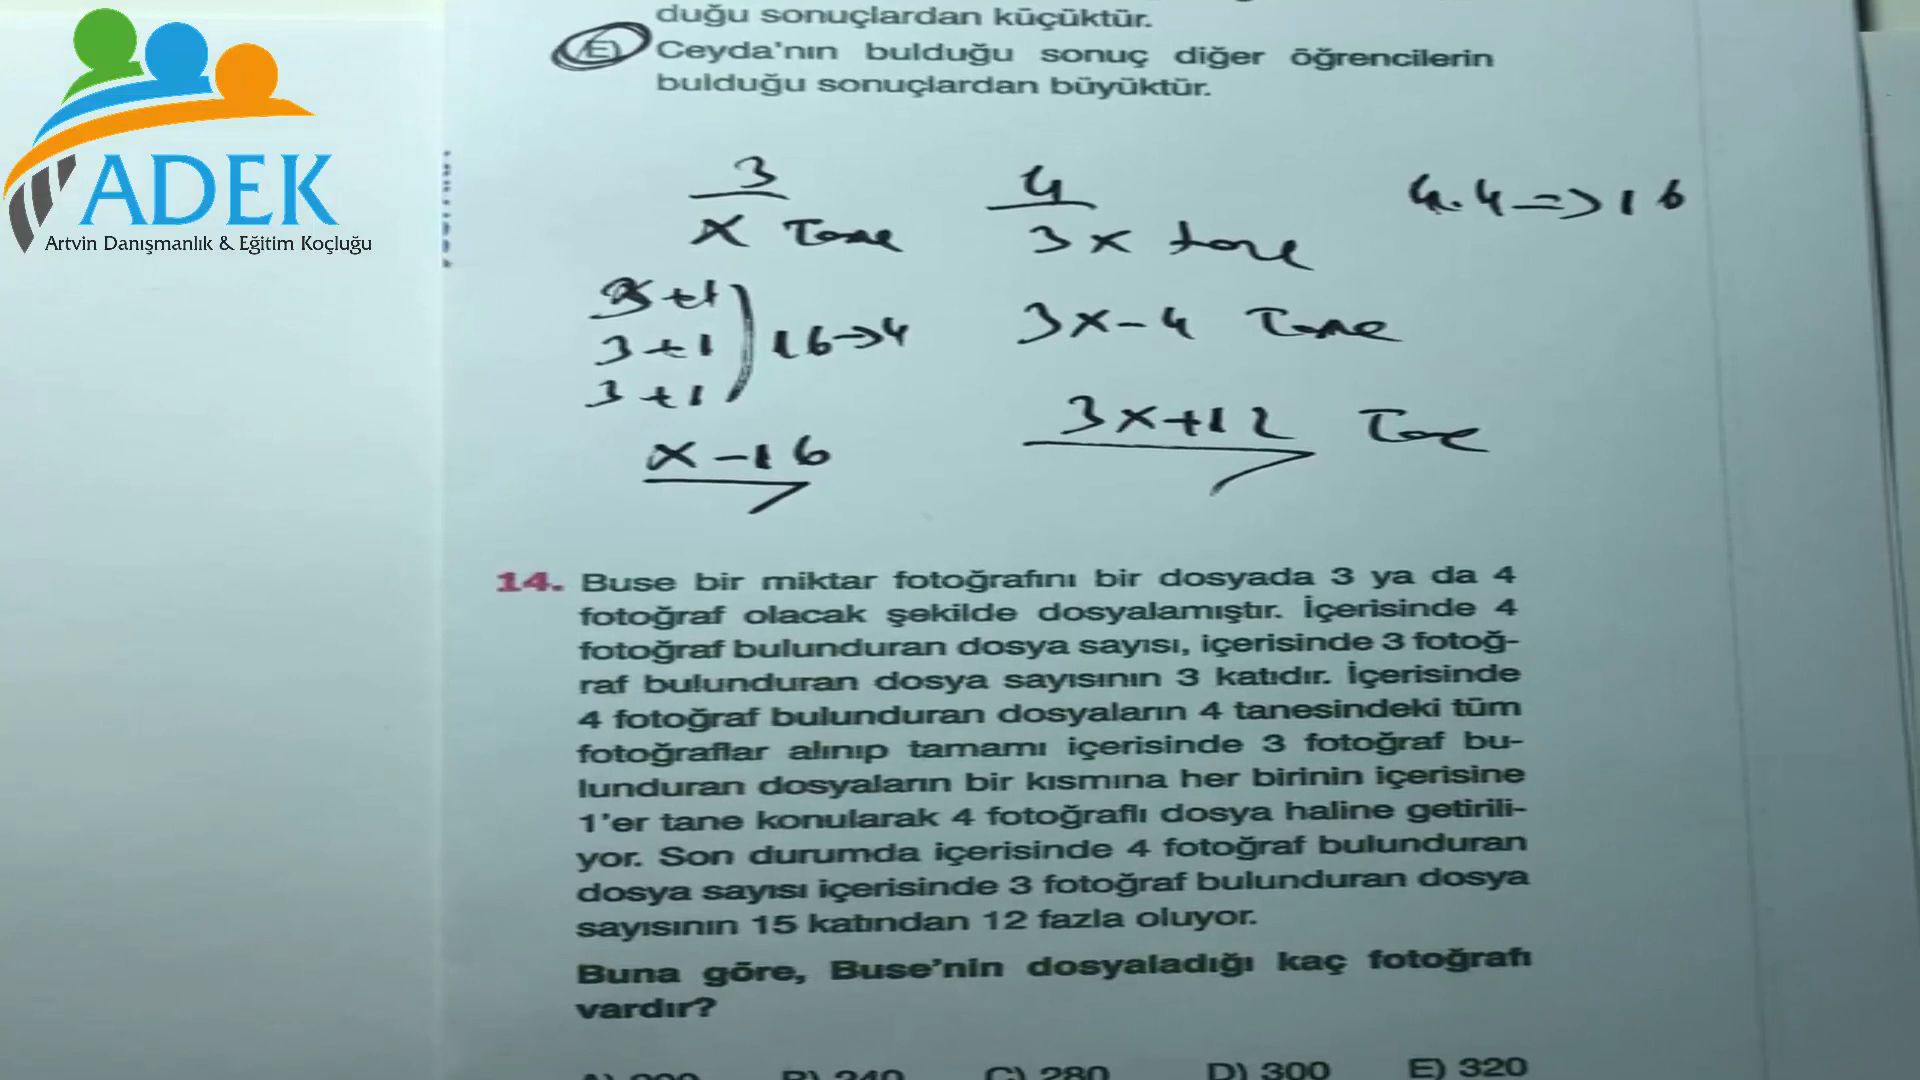 duğu sonuçlardan küçüktür.
E) Ceyda'nın bulduğu sonuç diğer öğrencilerin
bulduğu sonuçlardan büyüktür.
ADEK
Artvin Danışmanlık & Eğitim Koçluğu
3
x Tane
4
3x tane
4.4=>16
3+1
3+1
3+1
16→4
x-16
3x-4 Tane
3x+12 Tane
14. Buse bir miktar fotoğrafını bir dosyada 3 ya da 4
fotoğraf olacak şekilde dosyalamıştır. İçerisinde 4
fotoğraf bulunduran dosya sayısı, içerisinde 3 fotoğ-
raf bulunduran dosya sayısının 3 katıdır. İçerisinde
4 fotoğraf bulunduran dosyaların 4 tanesindeki tüm
fotoğraflar alınıp tamamı içerisinde 3 fotoğraf bu-
lunduran dosyaların bir kısmına her birinin içerisine
1'er tane konularak 4 fotoğraflı dosya haline getirili-
yor. Son durumda içerisinde 4 fotoğraf bulunduran
dosya sayısı içerisinde 3 fotoğraf bulunduran dosya
sayısının 15 katından 12 fazla oluyor.
Buna göre, Buse'nin dosyaladığı kaç fotoğrafı
vardır?
B) 240 C) 280 D) 300 E) 320